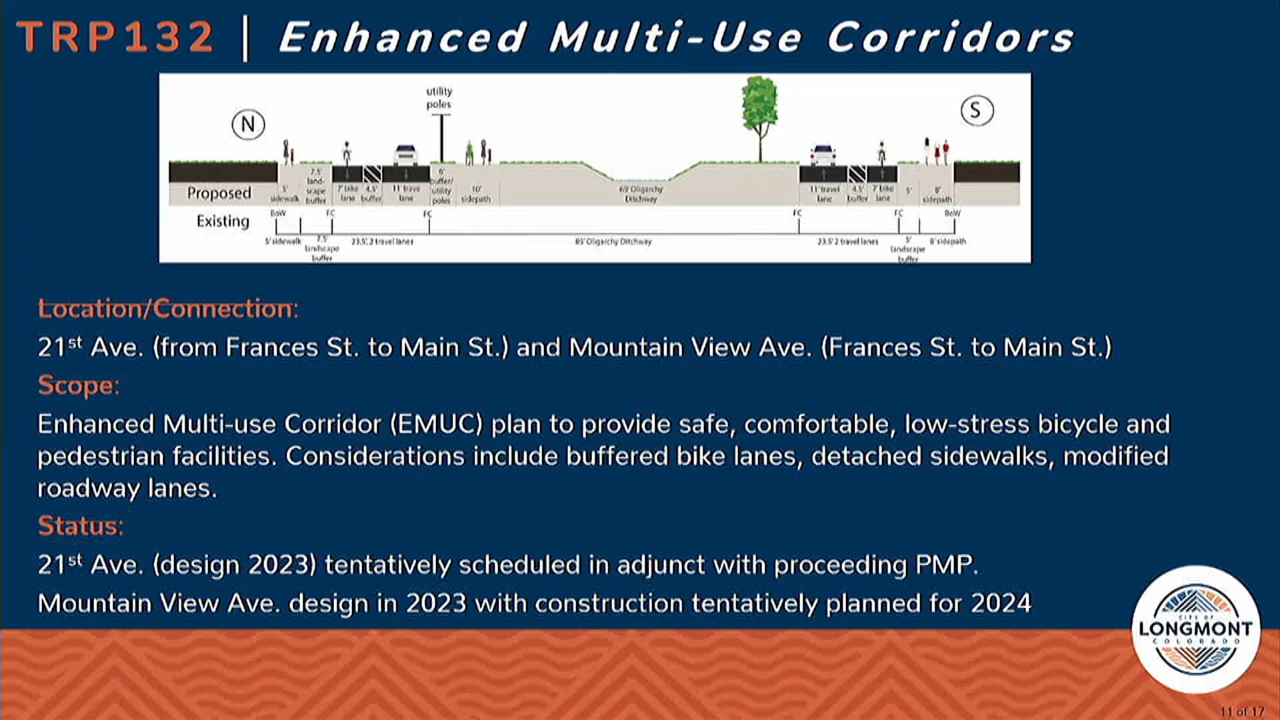 TRP132 | Enhanced Multi-Use Corridors
utility
poles
N
S
Proposed
5'
sidewalk
7.5'
land-
scape
buffer
7' bike
lane
4.5'
buffer
11' trave
lane
6'
buffer/
utility
poles
10'
sidepath
69' Oligarchy
Ditchway
11' travel
lane
4.5'
buffer
7' bike
lane
5'
8'
sidepath
Existing
BoW
FC
FC
FC
FC
BoW
5' sidewalk
7.5'
landscape
buffer
23.5' 2 travel lanes
85' Oligarchy Ditchway
23.5' 2 travel lanes
5'
landscape
buffer
8' sidepath
Location/Connection:
21st Ave. (from Frances St. to Main St.) and Mountain View Ave. (Frances St. to Main St.)
Scope:
Enhanced Multi-use Corridor (EMUC) plan to provide safe, comfortable, low-stress bicycle and
pedestrian facilities. Considerations include buffered bike lanes, detached sidewalks, modified
roadway lanes.
Status:
21st Ave. (design 2023) tentatively scheduled in adjunct with proceeding PMP.
Mountain View Ave. design in 2023 with construction tentatively planned for 2024
CITY OF
LONGMONT
COLORADO
11 of 17